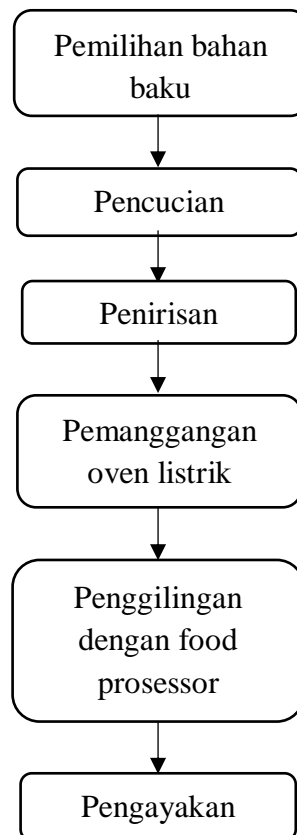 Pemilihan bahan
baku
Pencucian
Penirisan
Pemanggangan
oven listrik
Penggilingan
dengan food
prosessor
Pengayakan